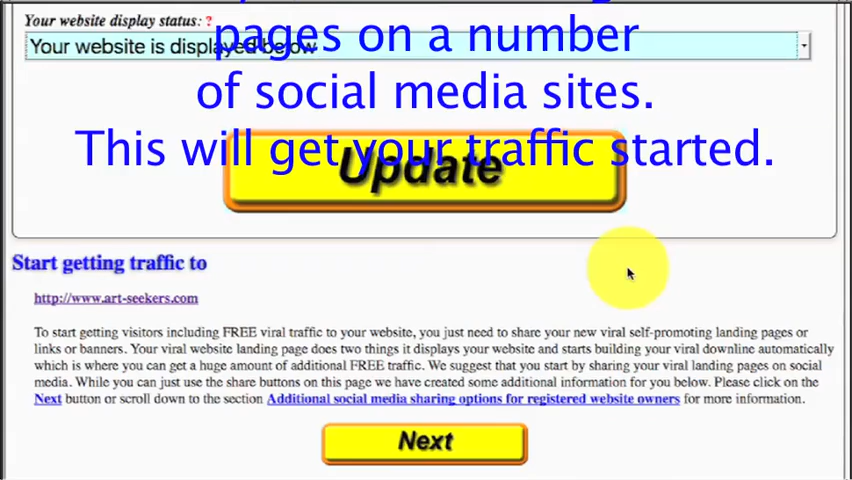 Your website display status: ?
pages on a number
Your website is displayed below
of social media sites.
This will get your traffic started.
Update
Start getting traffic to
http://www.art-seekers.com
To start getting visitors including FREE viral traffic to your website, you just need to share your new viral self-promoting landing pages or
links or banners. Your viral website landing page does two things it displays your website and starts building your viral downline automatically
which is where you can get a huge amount of additional FREE traffic. We suggest that you start by sharing your viral landing pages on social
media. While you can just use the share buttons on this page we have created some additional information for you below. Please click on the
Next button or scroll down to the section Additional social media sharing options for registered website owners for more information.
Next